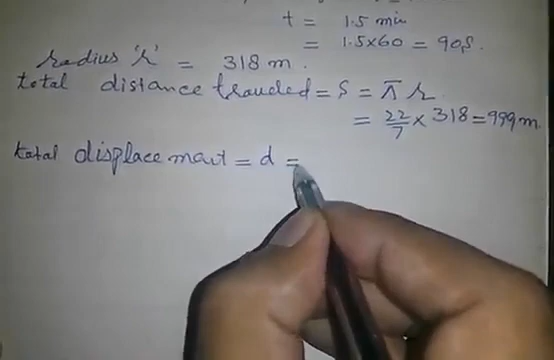 t = 1.5 min
= 1.5x60 = 90s.
radius 'r' = 318 m.
total distance traveled = S = π r
= 22/7 x 318 = 999m.
total displacement = d =